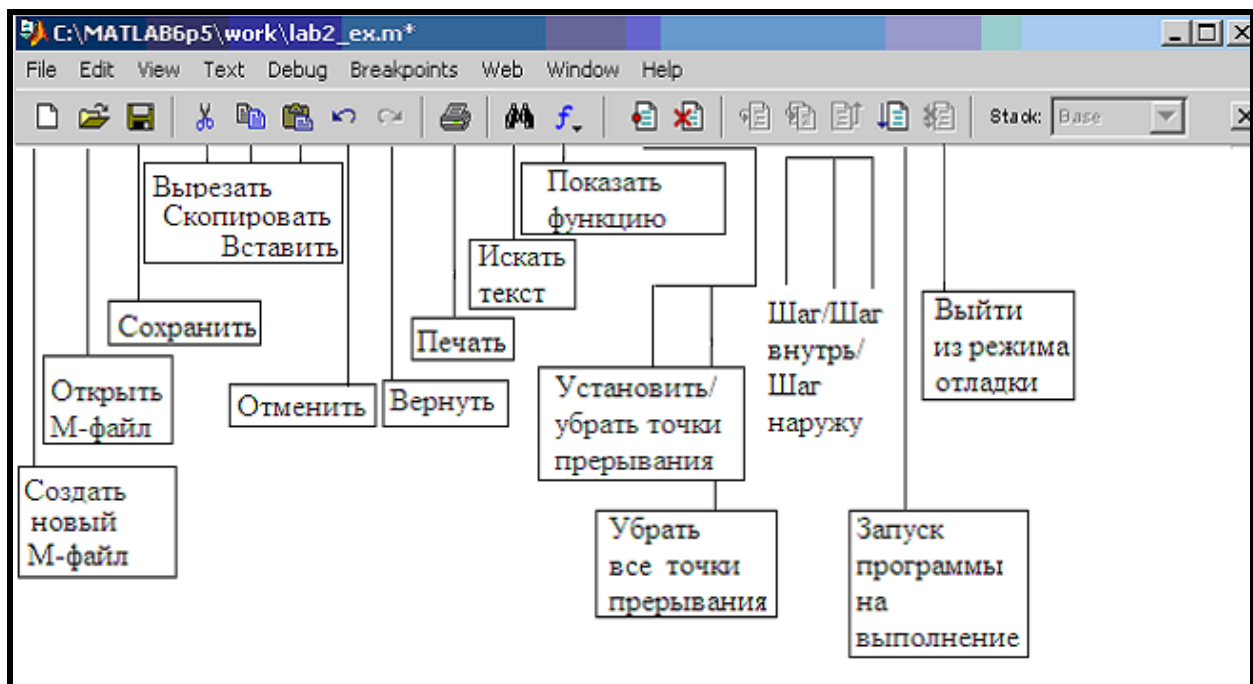 C:\MATLAB6p5\work\lab2_ex.m*
File Edit View Text Debug Breakpoints Web Window Help
Stack: Base
Вырезать
Скопировать
Вставить
Показать
функцию
Искать
текст
Сохранить
Печать
Открыть
М-файл
Отменить
Вернуть
Установить/
убрать точки
прерывания
Шаг/Шаг
внутрь/
Шаг
наружу
Выйти
из режима
отладки
Создать
новый
М-файл
Убрать
все точки
прерывания
Запуск
программы
на
выполнение